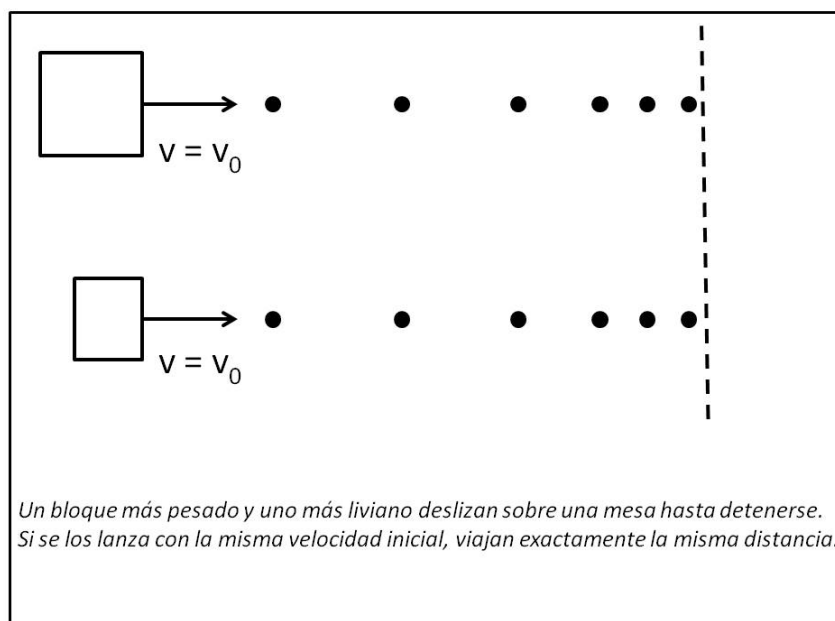 v = v₀
v = v₀
Un bloque más pesado y uno más liviano deslizan sobre una mesa hasta detenerse.
Si se los lanza con la misma velocidad inicial, viajan exactamente la misma distancia.